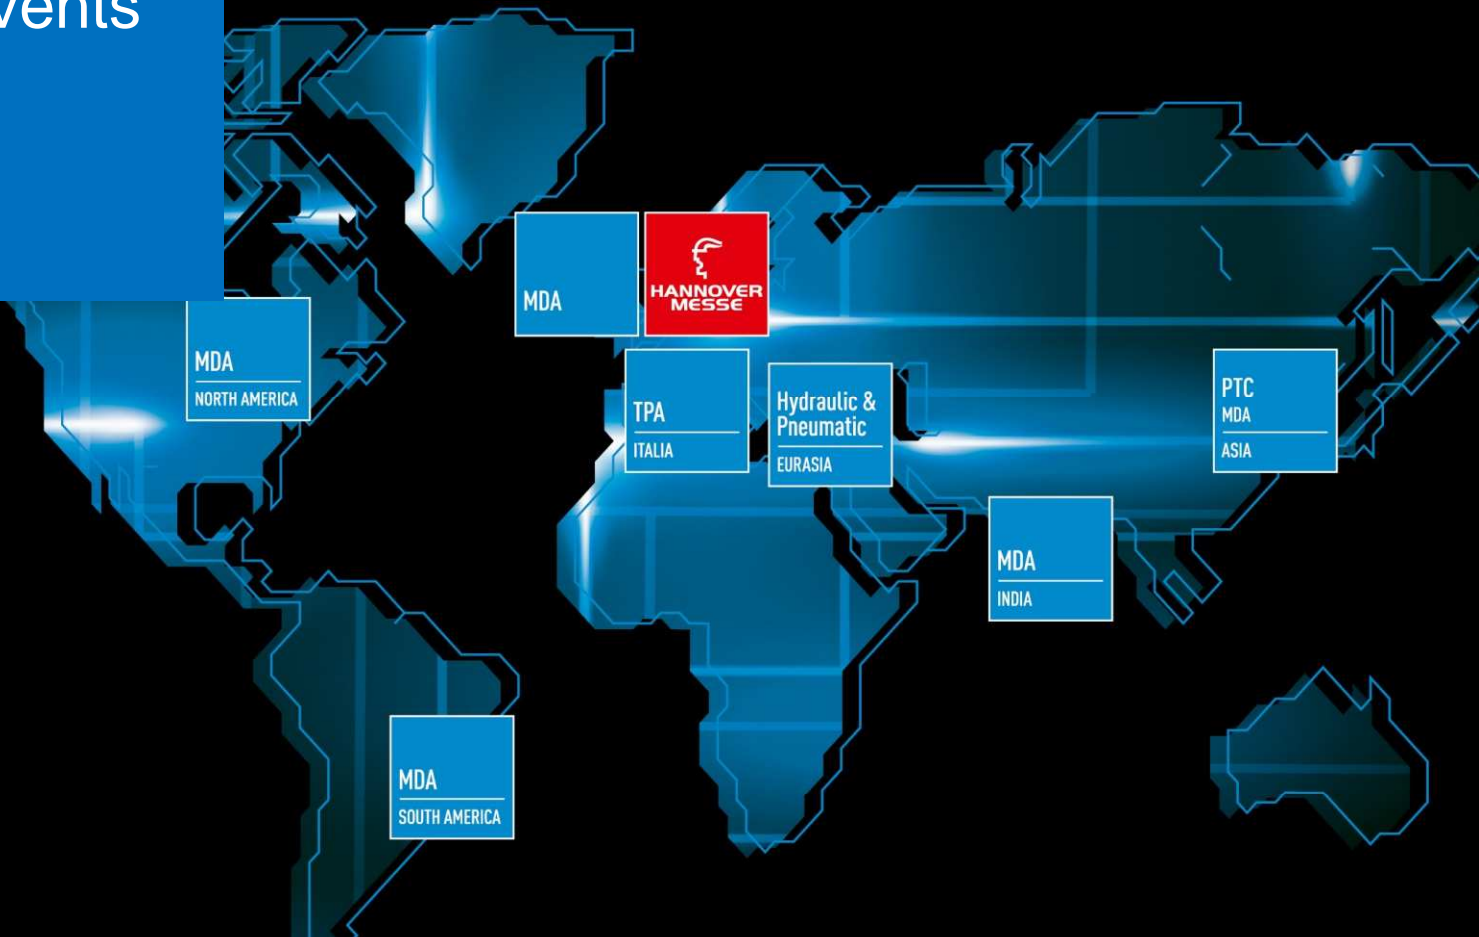 MDA
HANNOVER
MESSE
MDA
NORTH AMERICA
TPA
ITALIA
Hydraulic &
Pneumatic
EURASIA
PTC
MDA
ASIA
MDA
INDIA
MDA
SOUTH AMERICA